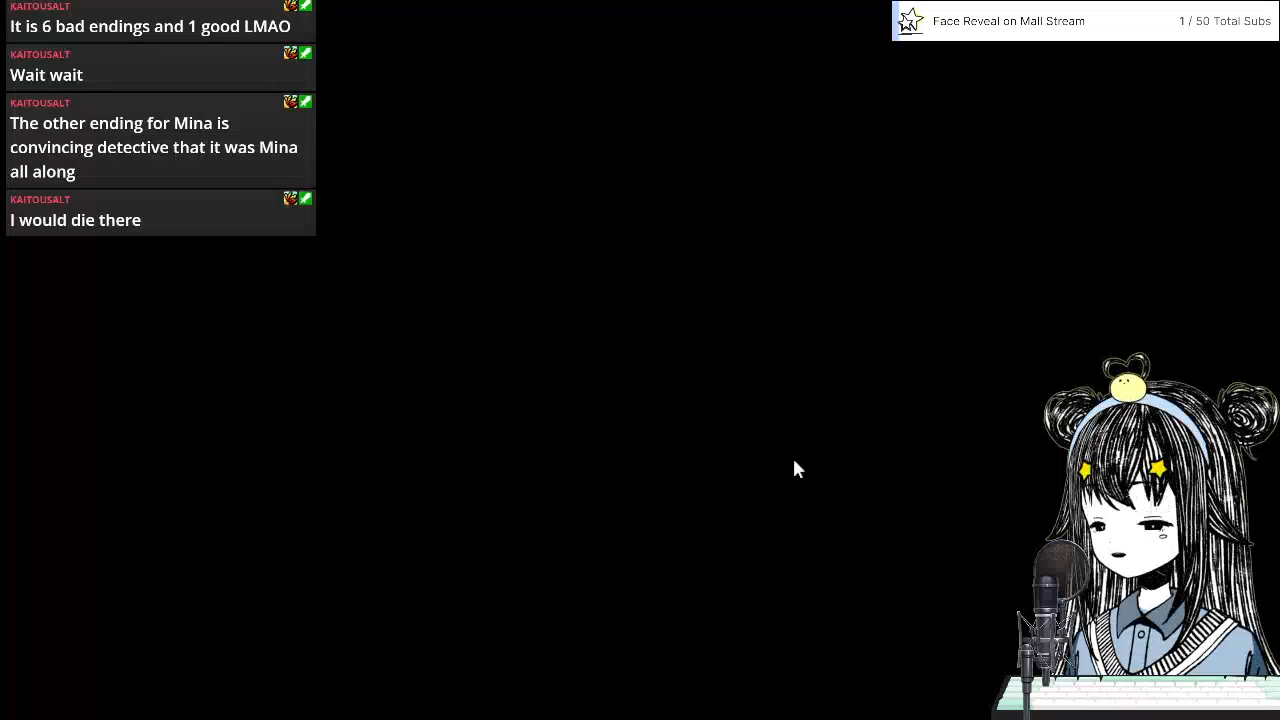 KAITOUSALT
It is 6 bad endings and 1 good LMAO
KAITOUSALT
Wait wait
KAITOUSALT
The other ending for Mina is
convincing detective that it was Mina
all along
KAITOUSALT
I would die there
Face Reveal on Mall Stream 1 / 50 Total Subs